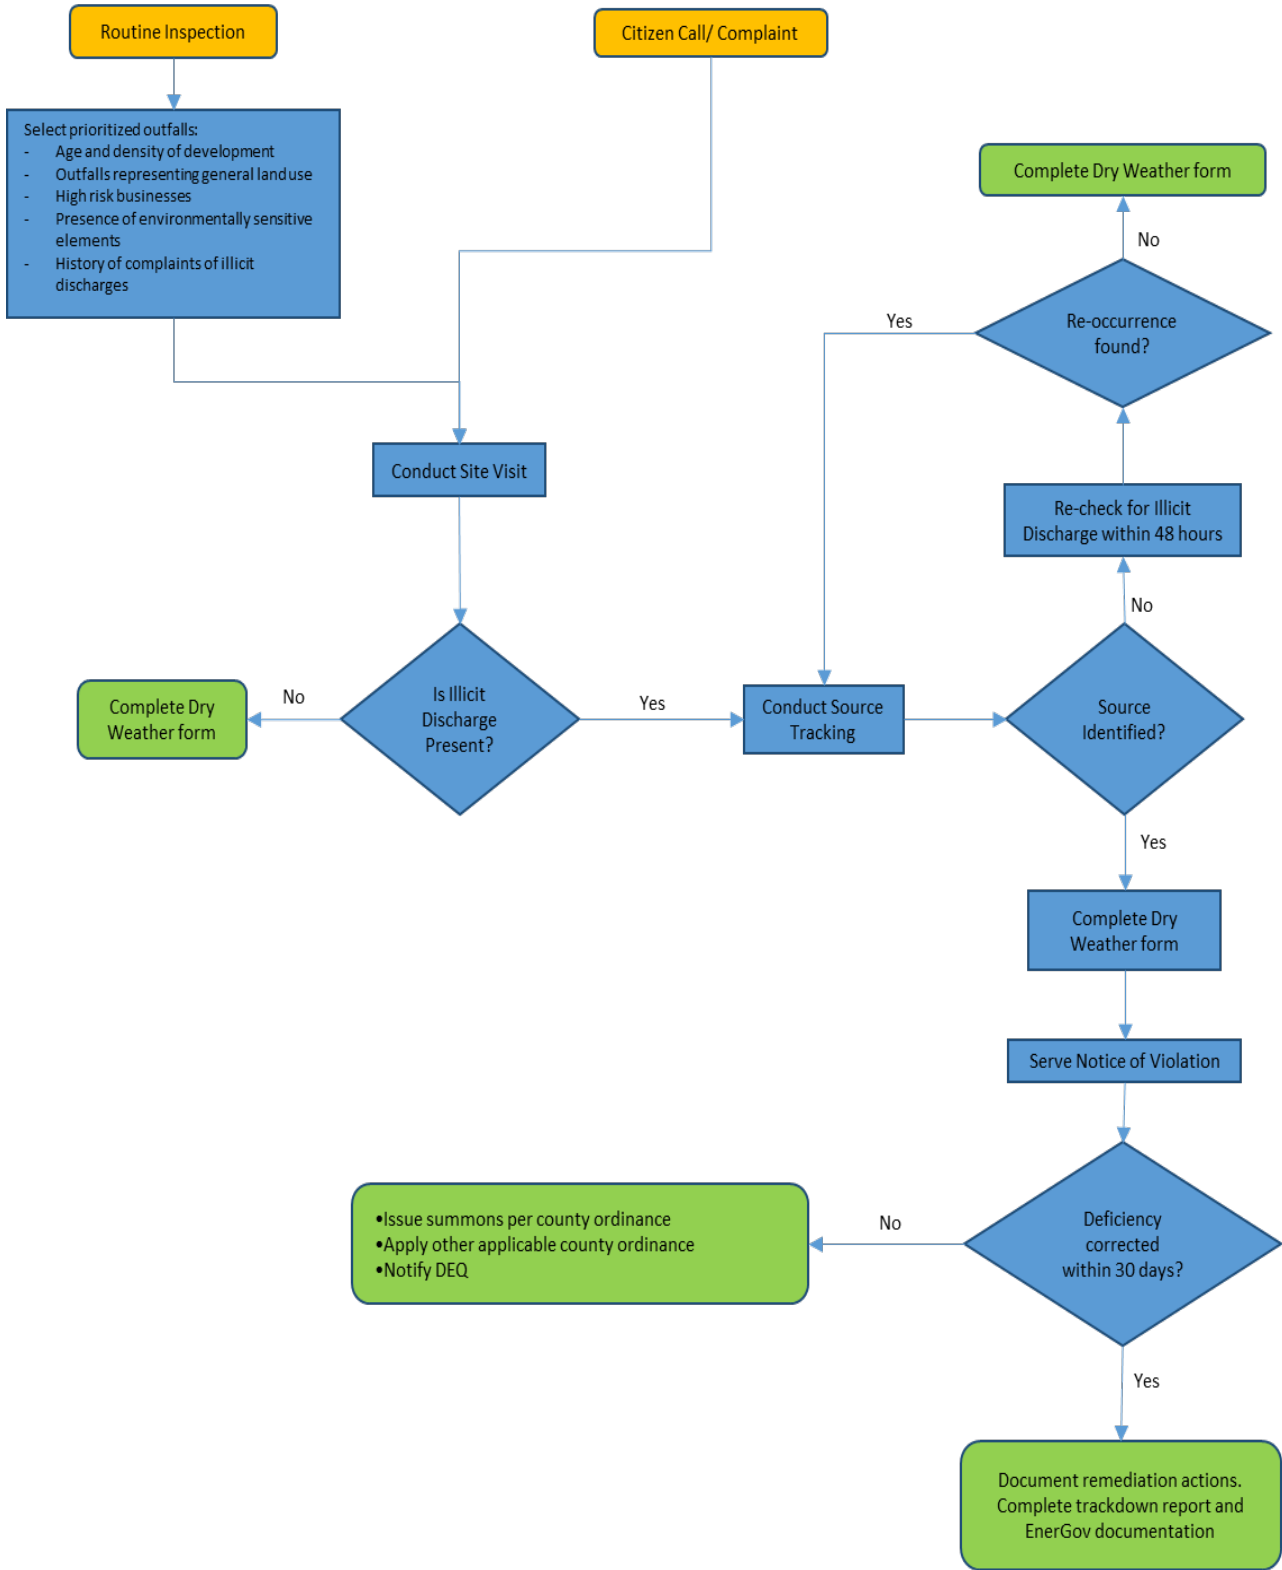 Routine Inspection
Citizen Call/ Complaint
Select prioritized outfalls:
- Age and density of development
- Outfalls representing general land use
- High risk businesses
- Presence of environmentally sensitive
elements
- History of complaints of illicit
discharges
Complete Dry Weather form
No
Re-occurrence
found?
Yes
Conduct Site Visit
Re-check for Illicit
Discharge within 48 hours
No
Complete Dry
Weather form
No
Is Illicit
Discharge
Present?
Yes
Conduct Source
Tracking
Source
Identified?
Yes
Complete Dry
Weather form
Serve Notice of Violation
•Issue summons per county ordinance
•Apply other applicable county ordinance
•Notify DEQ
No
Deficiency
corrected
within 30 days?
Yes
Document remediation actions.
Complete trackdown report and
EnerGov documentation